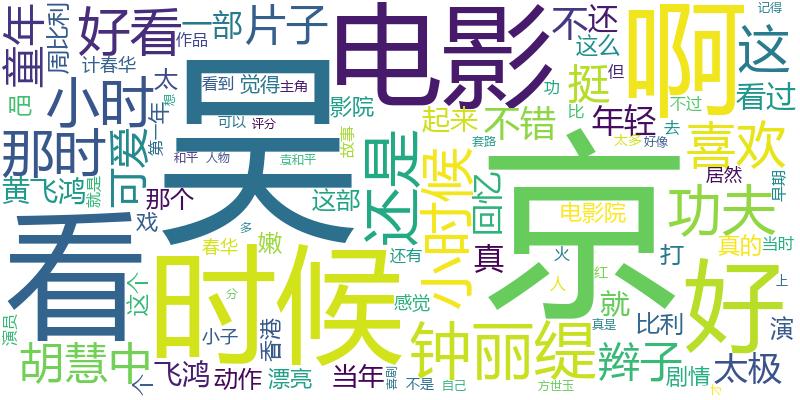 童年
周比利
好看
一部
作品
片子
电影
不
还
啊
记得
这
计春华
这么
吧
小时
太
看到
觉得
主角
影院
挺
但
看过
那时
第一年
想
可以
评分
吴
功
起来
不错
比
年轻
不过
去
太多
好像
喜欢
黄飞鸿
就是
可爱
和平
人物
故事
袁和平
还是
小时候
套路
居然
早期
那个
这部
回忆
京
电影院
功夫
看
戏
春华
多
嫩
真
真的
当时
演员
这个
时候
还有
火
人
红
打
好
上
分
感觉
就
小子
香港
真是
比利
演
胡慧中
个
飞鸿
动作
漂亮
当年
喜剧
不是
自己
钟丽缇
方世玉
辫子
剧情
太极